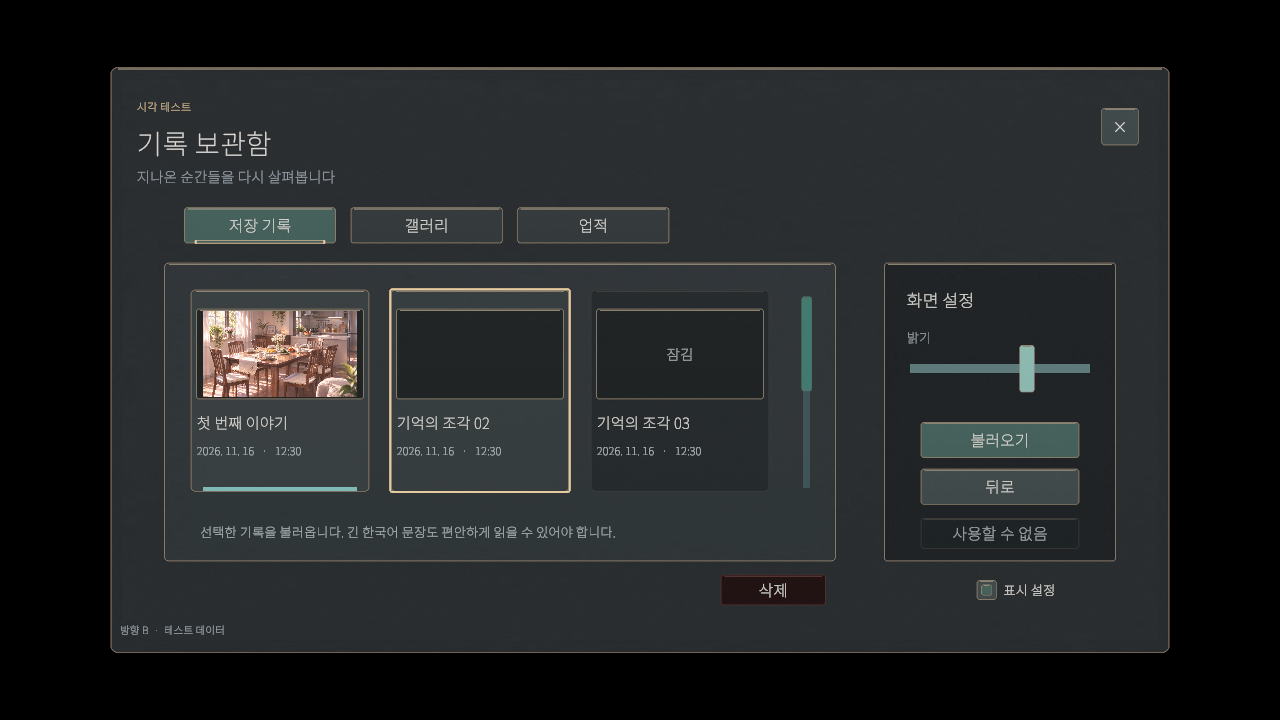 시각 테스트
기록 보관함
지나온 순간들을 다시 살펴봅니다
저장 기록
갤러리
업적
잠김
첫 번째 이야기
2026. 11. 16 · 12:30
기억의 조각 02
2026. 11. 16 · 12:30
기억의 조각 03
2026. 11. 16 · 12:30
선택한 기록을 불러옵니다. 긴 한국어 문장도 편안하게 읽을 수 있어야 합니다.
화면 설정
밝기
불러오기
뒤로
사용할 수 없음
삭제
표시 설정
방향 B · 테스트 데이터